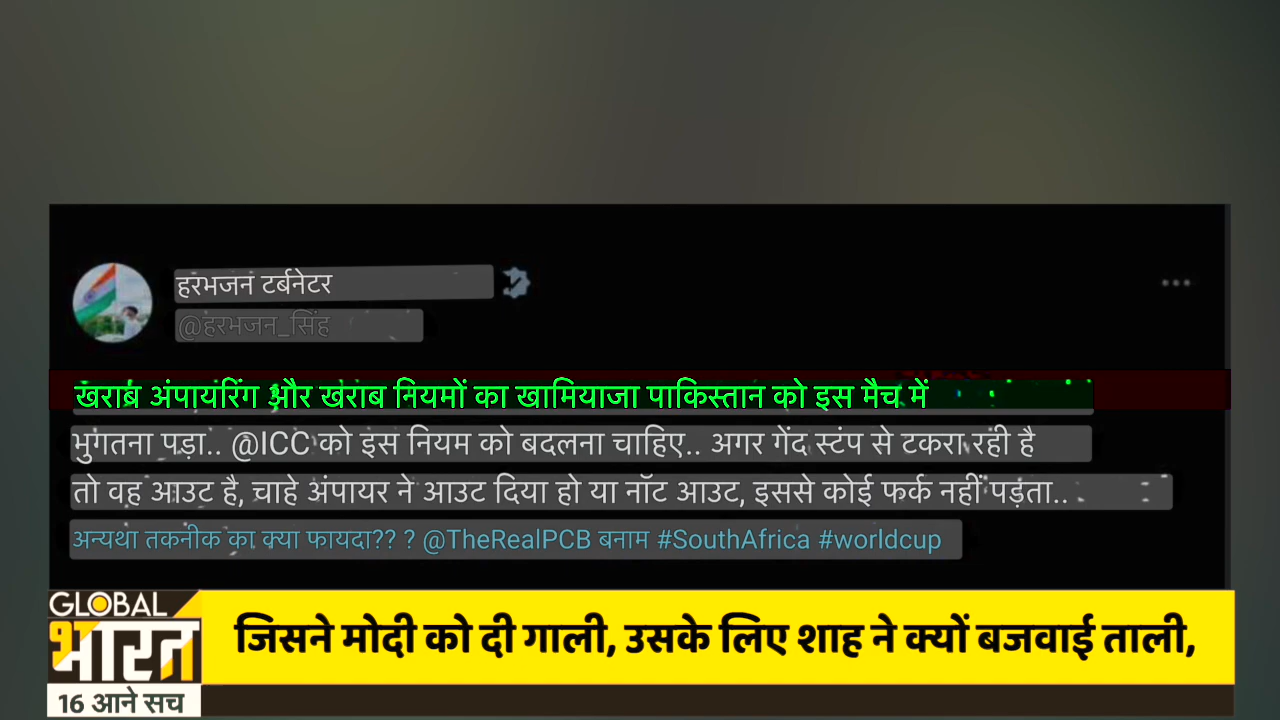 हरभजन टर्बनेटर
@हरभजन_सिंह
खराब अंपायरिंग और खराब नियमों का खामियाजा पाकिस्तान को इस मैच में
भुगतना पड़ा.. @ICC को इस नियम को बदलना चाहिए.. अगर गेंद स्टंप से टकरा रही है
तो वह आउट है, चाहे अंपायर ने आउट दिया हो या नॉट आउट, इससे कोई फर्क नहीं पड़ता..
अन्यथा तकनीक का क्या फायदा?? ? @TheRealPCB बनाम #SouthAfrica #worldcup
GLOBAL
भारत
16 आने सच
जिसने मोदी को दी गाली, उसके लिए शाह ने क्यों बजवाई ताली,